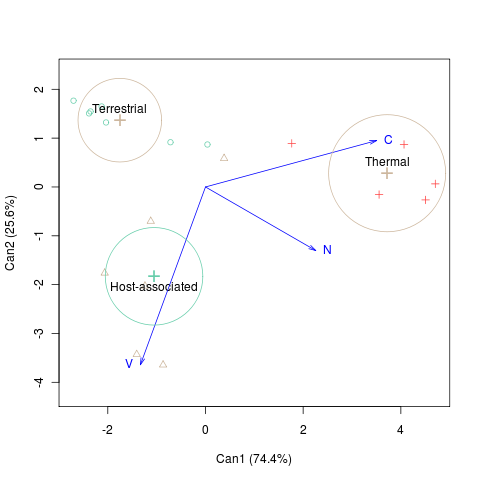 2
1
0
-1
-2
-3
-4
Can2 (25.6%)
Terrestrial
C
Thermal
N
Host-associated
V
-2 0 2 4
Can1 (74.4%)